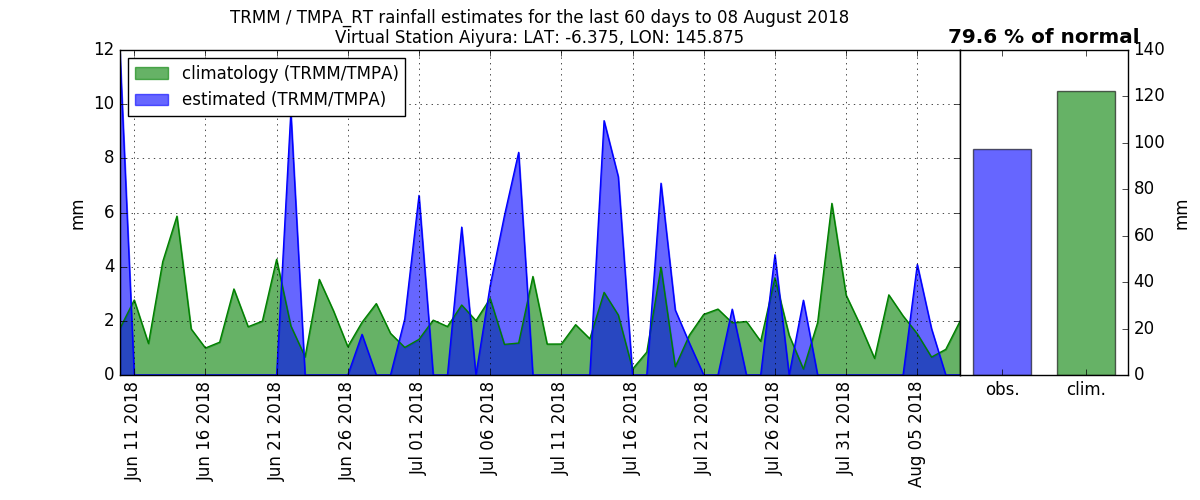 TRMM / TMPA_RT rainfall estimates for the last 60 days to 08 August 2018
Virtual Station Aiyura: LAT: -6.375, LON: 145.875
79.6 % of normal
climatology (TRMM/TMPA)
estimated (TRMM/TMPA)
12
10
8
6
4
2
0
mm
Jun 11 2018
Jun 16 2018
Jun 21 2018
Jun 26 2018
Jul 01 2018
Jul 06 2018
Jul 11 2018
Jul 16 2018
Jul 21 2018
Jul 26 2018
Jul 31 2018
Aug 05 2018
140
120
100
80
60
40
20
0
mm
obs.
clim.